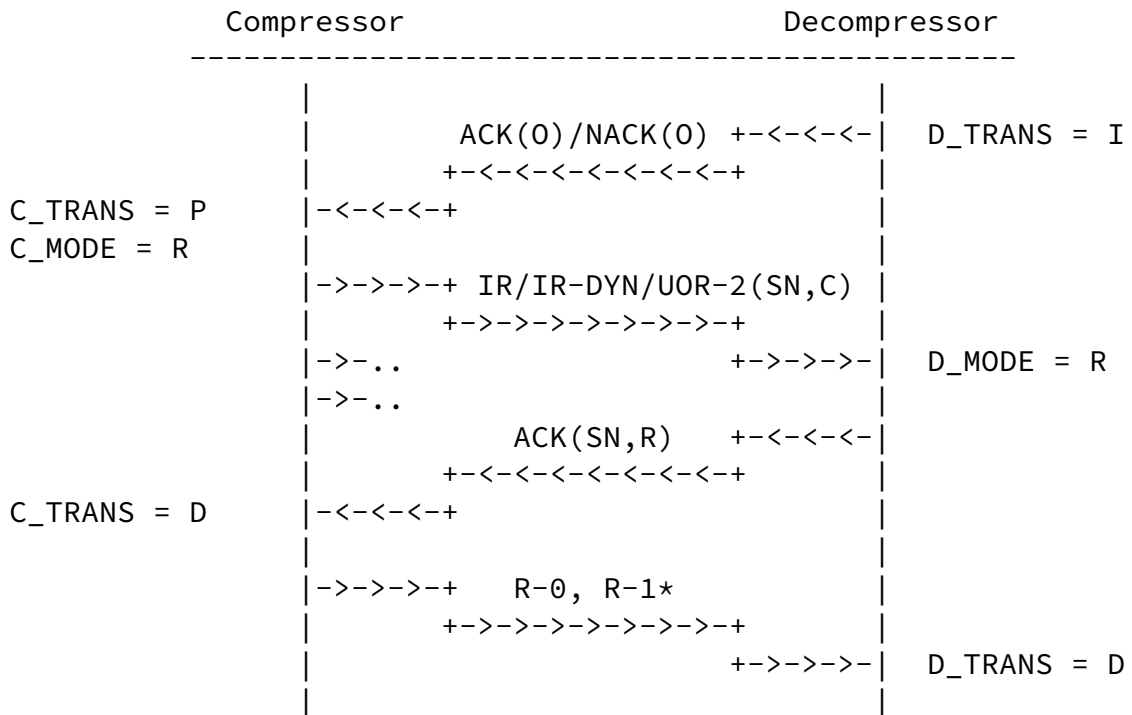 Compressor                     Decompressor
----------------------------------------------
|                                |
|        ACK(O)/NACK(O) +-<-<-<-|  D_TRANS = I
|       +-<-<-<-<-<-<-<-+       |
C_TRANS = P     |-<-<-<-+                       |
C_MODE = R      |                               |
|->->->-+ IR/IR-DYN/UOR-2(SN,C) |
|       +->->->->->->->-+       |
|->-..                  +->->->-|  D_MODE = R
|->-..                          |
|           ACK(SN,R)   +-<-<-<-|
|       +-<-<-<-<-<-<-<-+       |
C_TRANS = D     |-<-<-<-+                       |
|                               |
|->->->-+   R-0, R-1*           |
|       +->->->->->->->-+       |
|                       +->->->-|  D_TRANS = D
|                               |